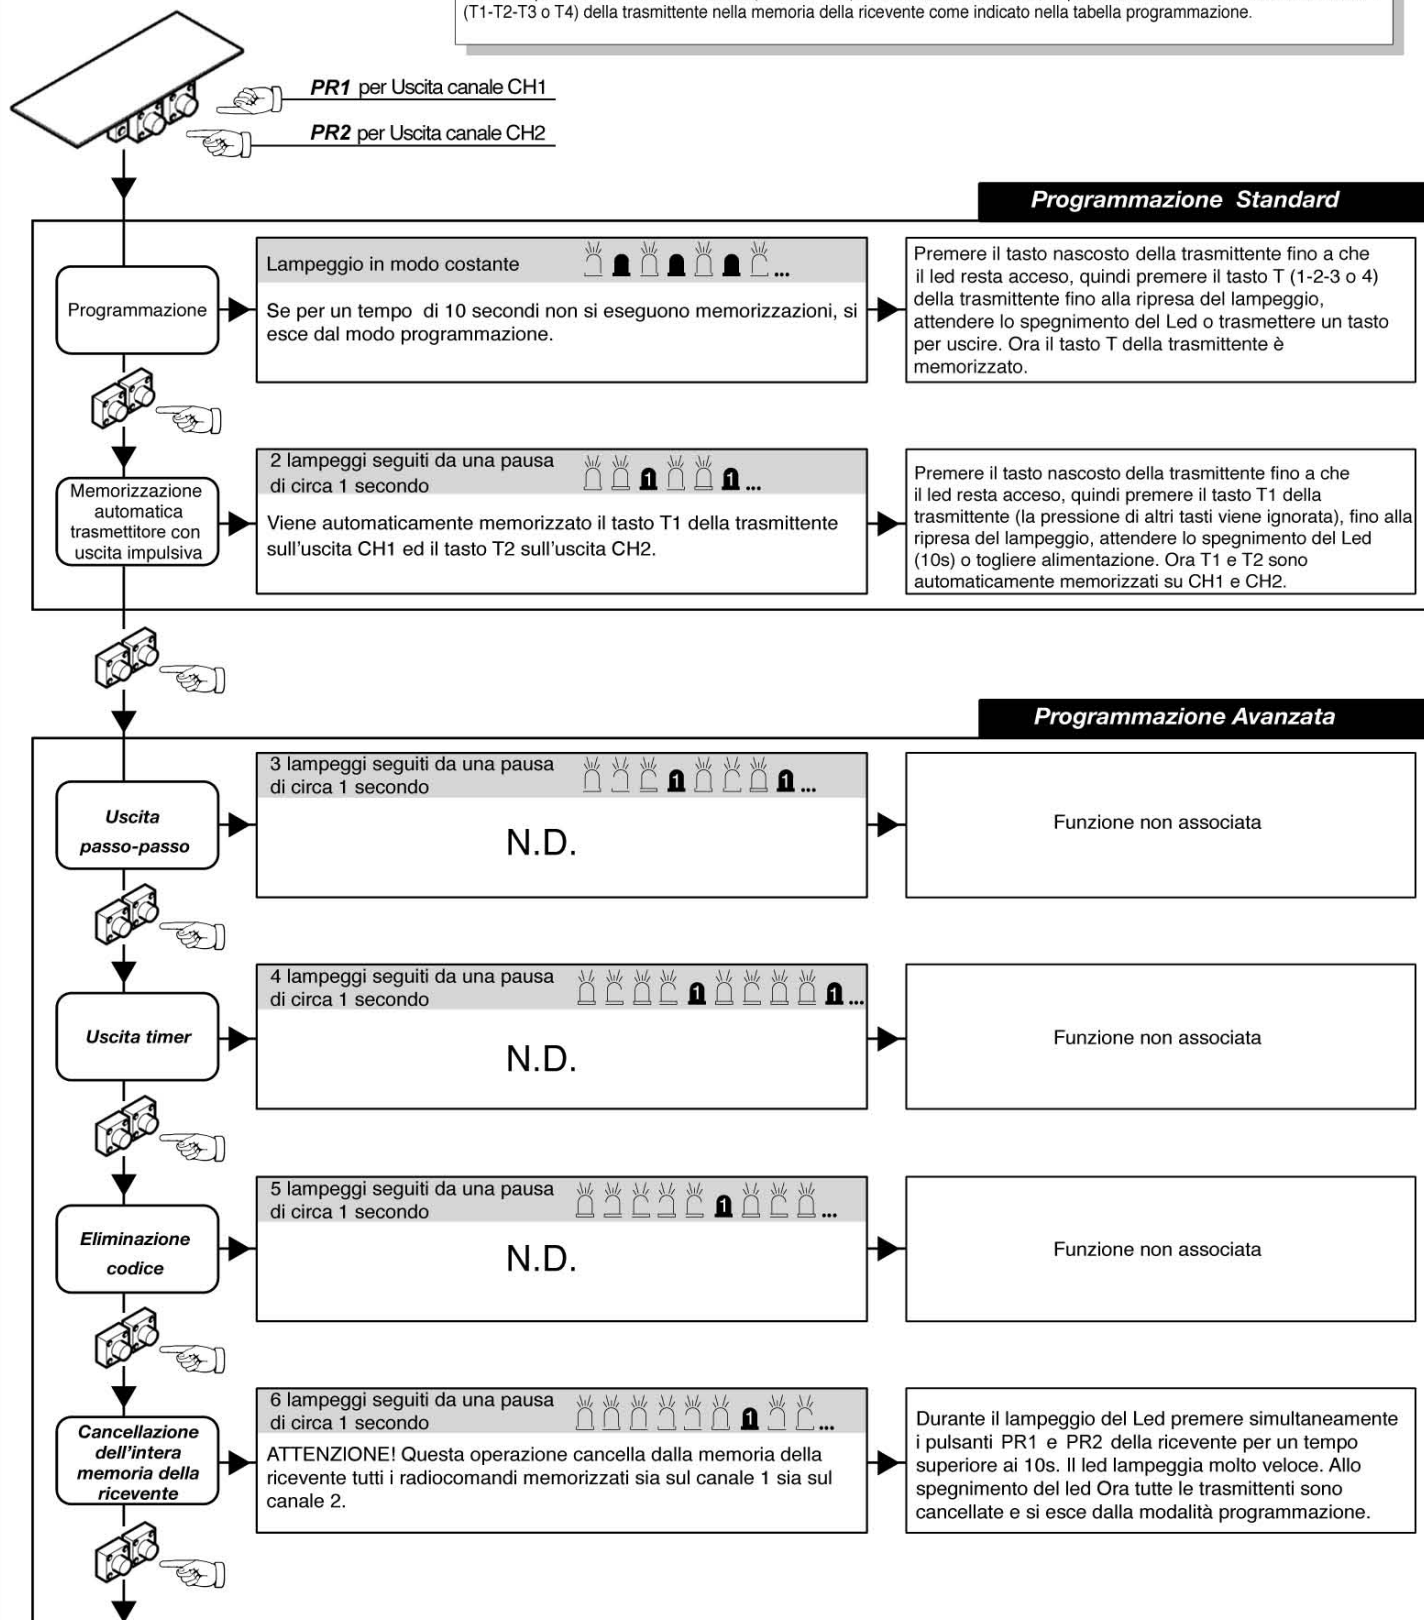 (T1-T2-T3 o T4) della trasmittente nella memoria della ricevente come indicato nella tabella programmazione.
PR1 per Uscita canale CH1
PR2 per Uscita canale CH2
Programmazione Standard
Programmazione
Lampeggio in modo costante
...
Se per un tempo di 10 secondi non si eseguono memorizzazioni, si
esce dal modo programmazione.
Premere il tasto nascosto della trasmittente fino a che
il led resta acceso, quindi premere il tasto T (1-2-3 o 4)
della trasmittente fino alla ripresa del lampeggio,
attendere lo spegnimento del Led o trasmettere un tasto
per uscire. Ora il tasto T della trasmittente è
memorizzato.
Memorizzazione
automatica
trasmettitore con
uscita impulsiva
2 lampeggi seguiti da una pausa
di circa 1 secondo
1 1 ...
Viene automaticamente memorizzato il tasto T1 della trasmittente
sull'uscita CH1 ed il tasto T2 sull'uscita CH2.
Premere il tasto nascosto della trasmittente fino a che
il led resta acceso, quindi premere il tasto T1 della
trasmittente (la pressione di altri tasti viene ignorata), fino alla
ripresa del lampeggio, attendere lo spegnimento del Led
(10s) o togliere alimentazione. Ora T1 e T2 sono
automaticamente memorizzati su CH1 e CH2.
Programmazione Avanzata
Uscita
passo-passo
3 lampeggi seguiti da una pausa
di circa 1 secondo
1 1 ...
N.D.
Funzione non associata
Uscita timer
4 lampeggi seguiti da una pausa
di circa 1 secondo
1 1 ...
N.D.
Funzione non associata
Eliminazione
codice
5 lampeggi seguiti da una pausa
di circa 1 secondo
1 ...
N.D.
Funzione non associata
Cancellazione
dell'intera
memoria della
ricevente
6 lampeggi seguiti da una pausa
di circa 1 secondo
1 ...
ATTENZIONE! Questa operazione cancella dalla memoria della
ricevente tutti i radiocomandi memorizzati sia sul canale 1 sia sul
canale 2.
Durante il lampeggio del Led premere simultaneamente
i pulsanti PR1 e PR2 della ricevente per un tempo
superiore ai 10s. Il led lampeggia molto veloce. Allo
spegnimento del led Ora tutte le trasmittenti sono
cancellate e si esce dalla modalità programmazione.